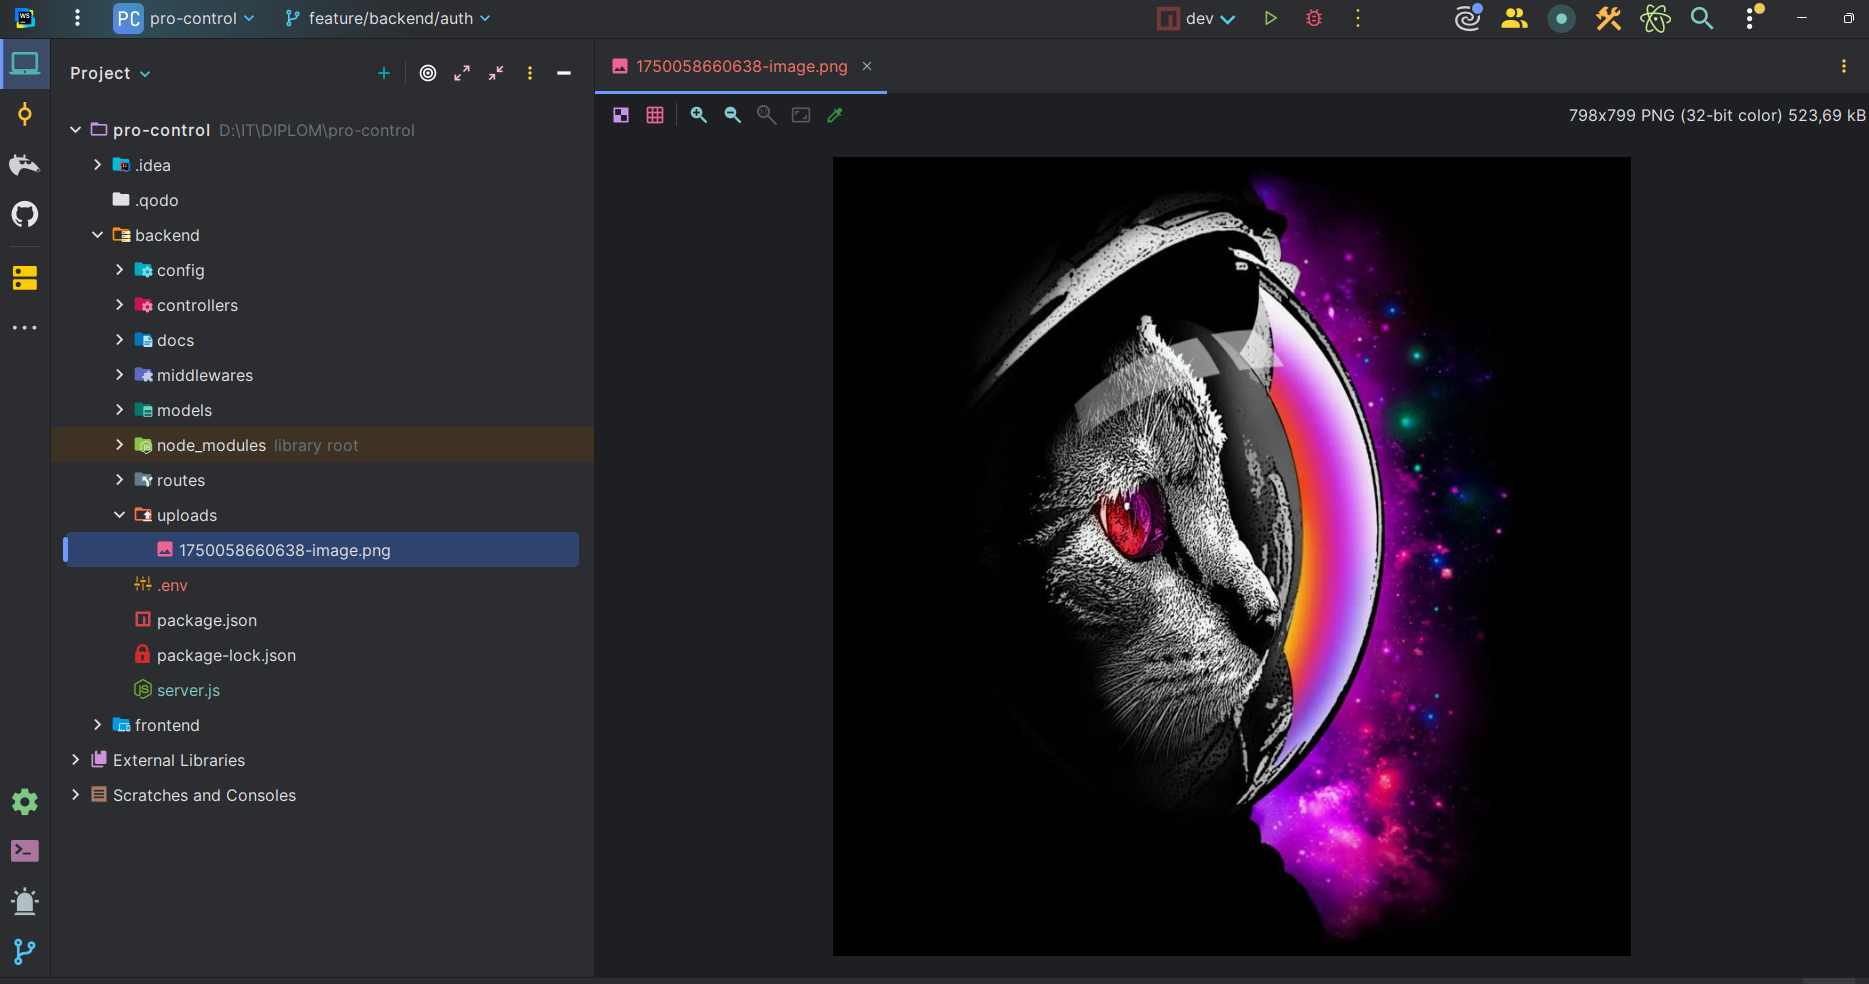 WS
PC pro-control feature/backend/auth dev
Project
1750058660638-image.png
798x799 PNG (32-bit color) 523,69 kB
pro-control D:\IT\DIPLOM\pro-control
.idea
.qodo
backend
config
controllers
docs
middlewares
models
node_modules library root
routes
uploads
1750058660638-image.png
.env
package.json
package-lock.json
server.js
frontend
External Libraries
Scratches and Consoles